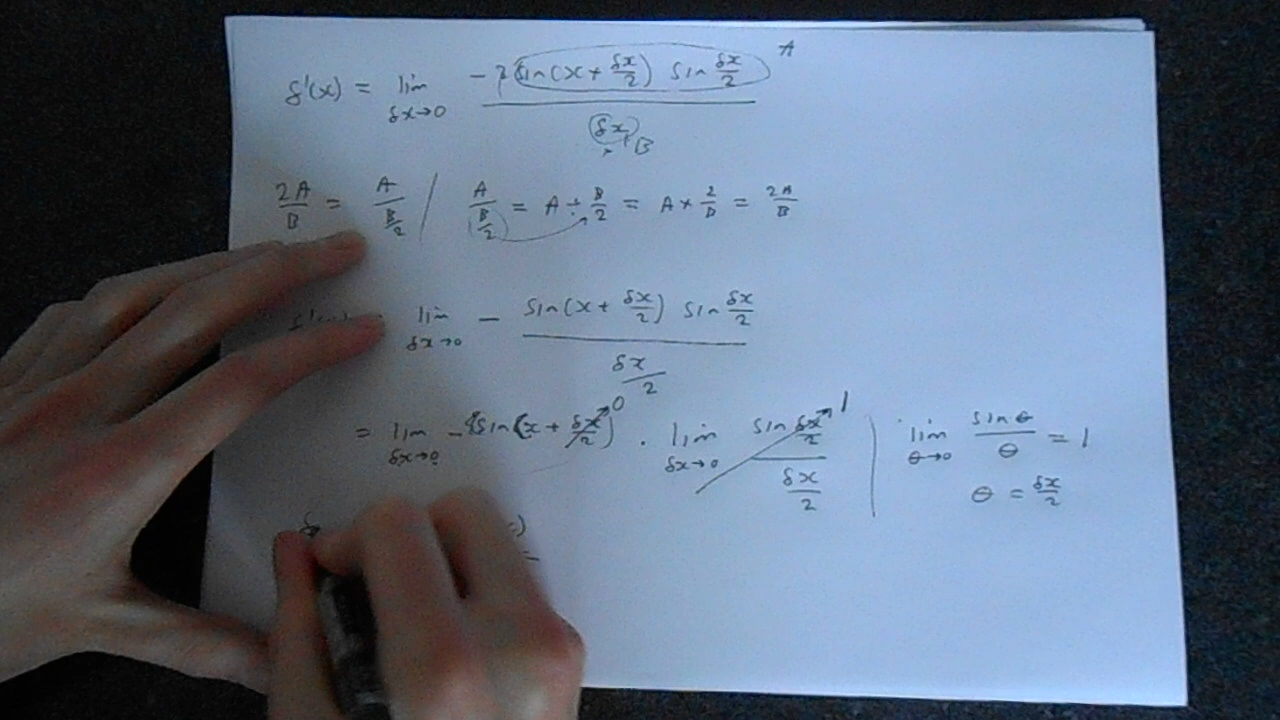 f'(x) = lim δx→0 -2 sin(x + δx/2) sin δx/2 / δx A B
2A/B = A/(B/2) / A/(B/2) = A ÷ B/2 = A × 2/B = 2A/B
lim δx→0 - sin(x + δx/2) sin δx/2 / (δx/2)
= lim δx→0 - sin(x + δx/2) 0 . lim δx→0 sin δx/2 / (δx/2) 1 | lim θ→0 sin θ/θ = 1
θ = δx/2